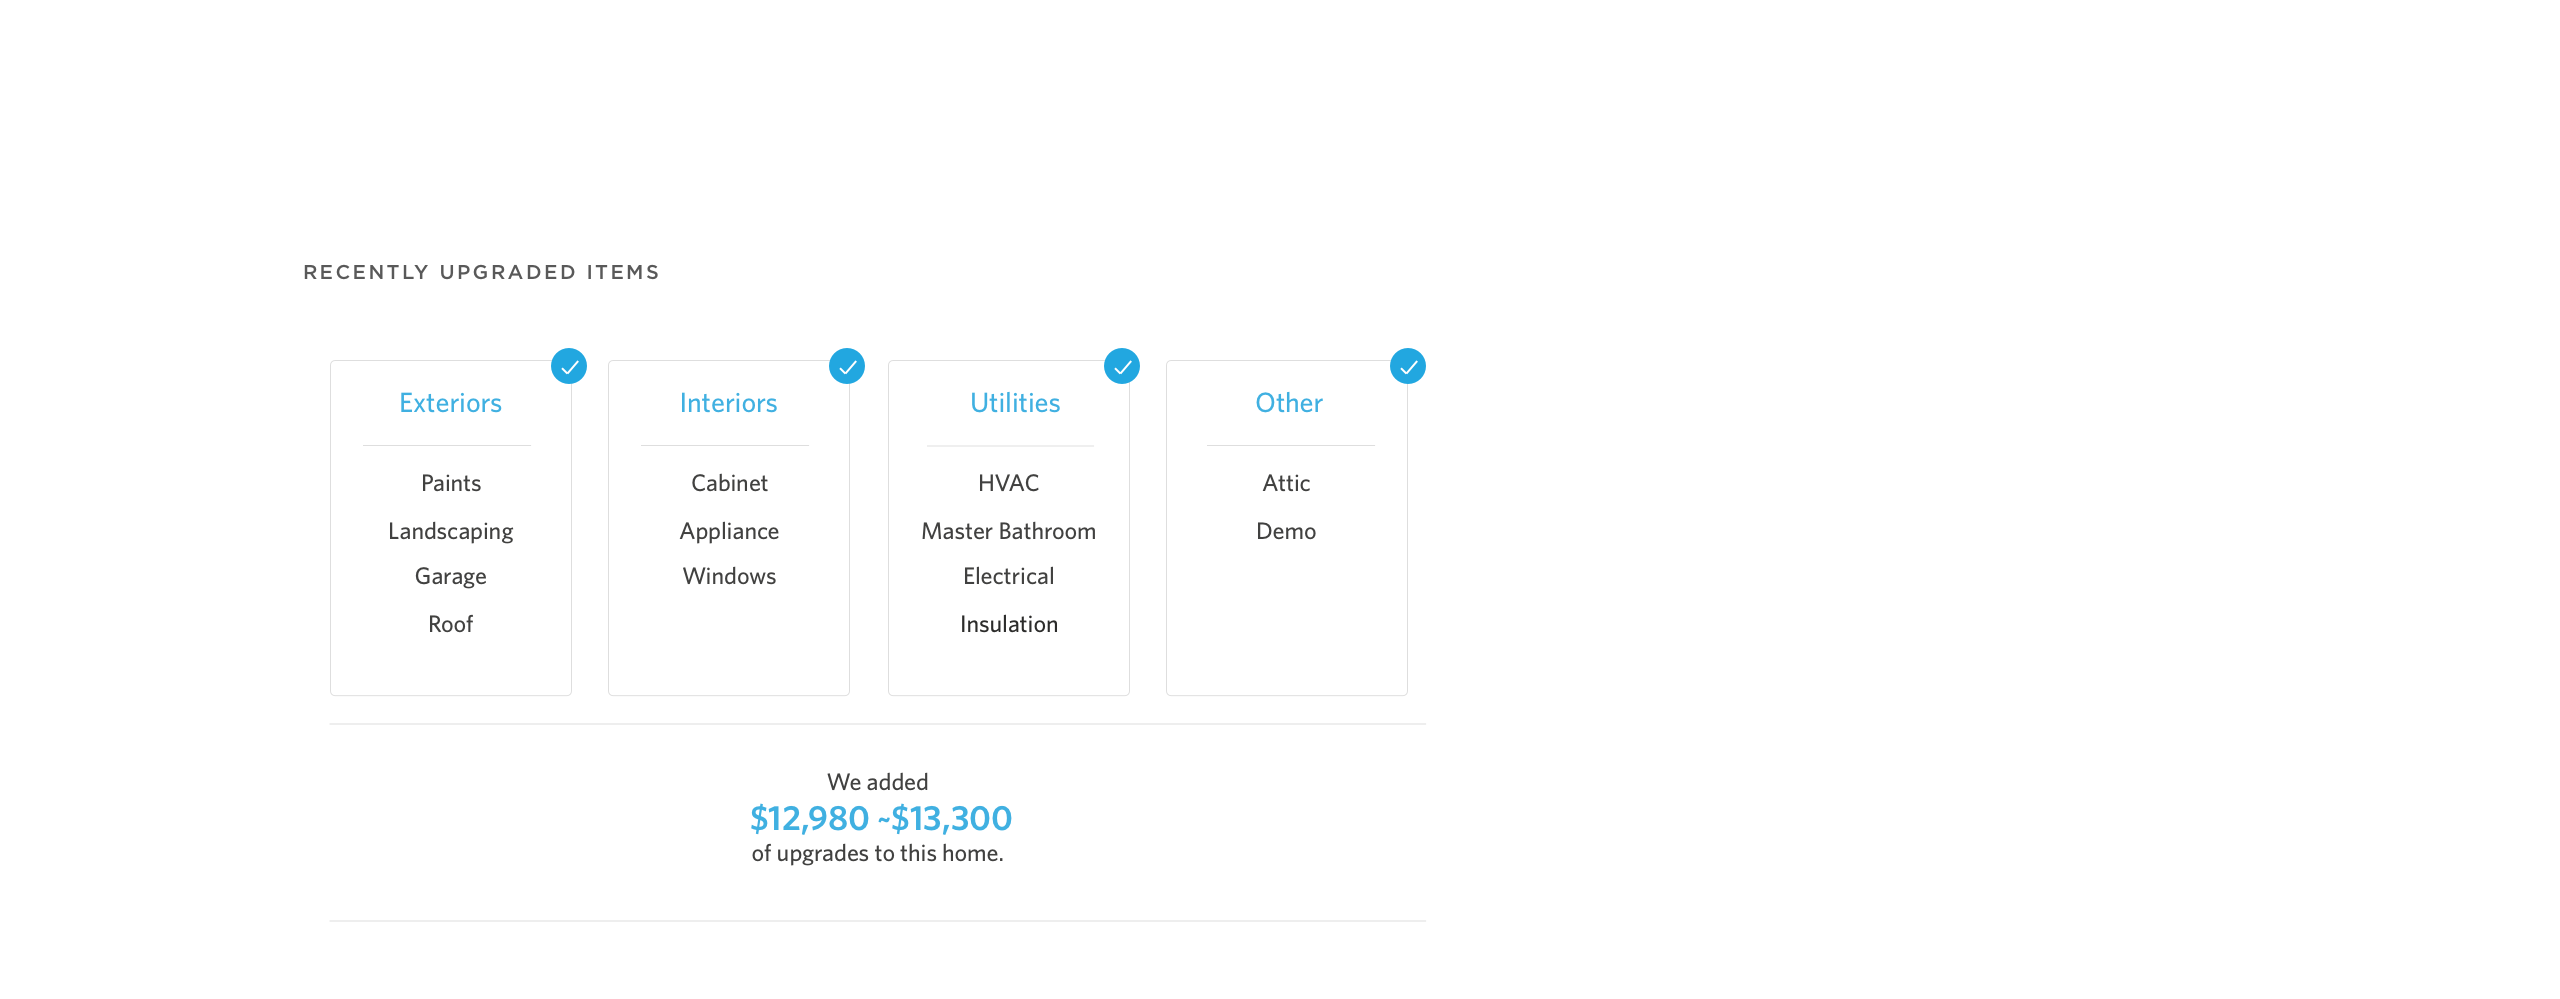 RECENTLY UPGRADED ITEMS
Exteriors
Paints
Landscaping
Garage
Roof
Interiors
Cabinet
Appliance
Windows
Utilities
HVAC
Master Bathroom
Electrical
Insulation
Other
Attic
Demo
We added
$12,980 ~$13,300
of upgrades to this home.